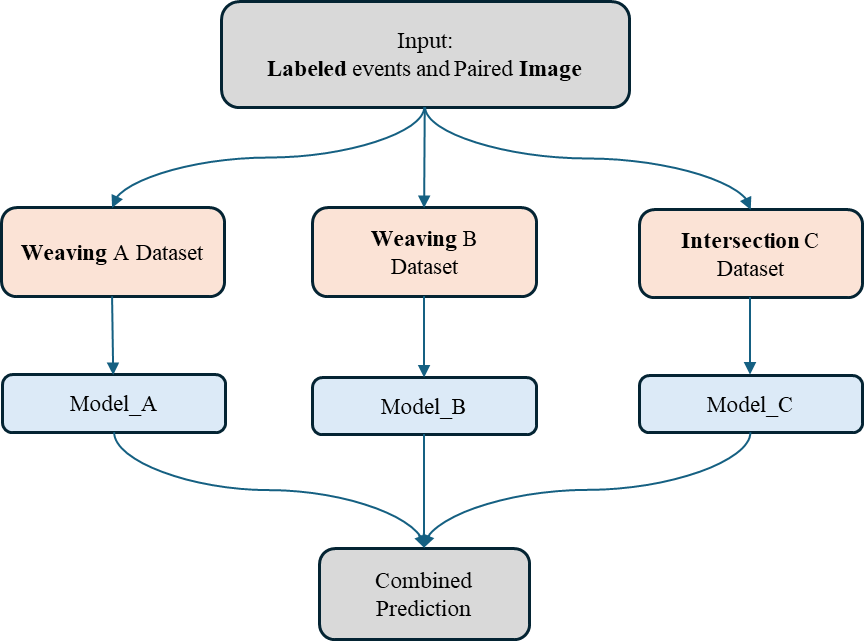 Input:
Labeled events and Paired Image
Weaving A Dataset
Weaving B
Dataset
Intersection C
Dataset
Model_A
Model_B
Model_C
Combined
Prediction